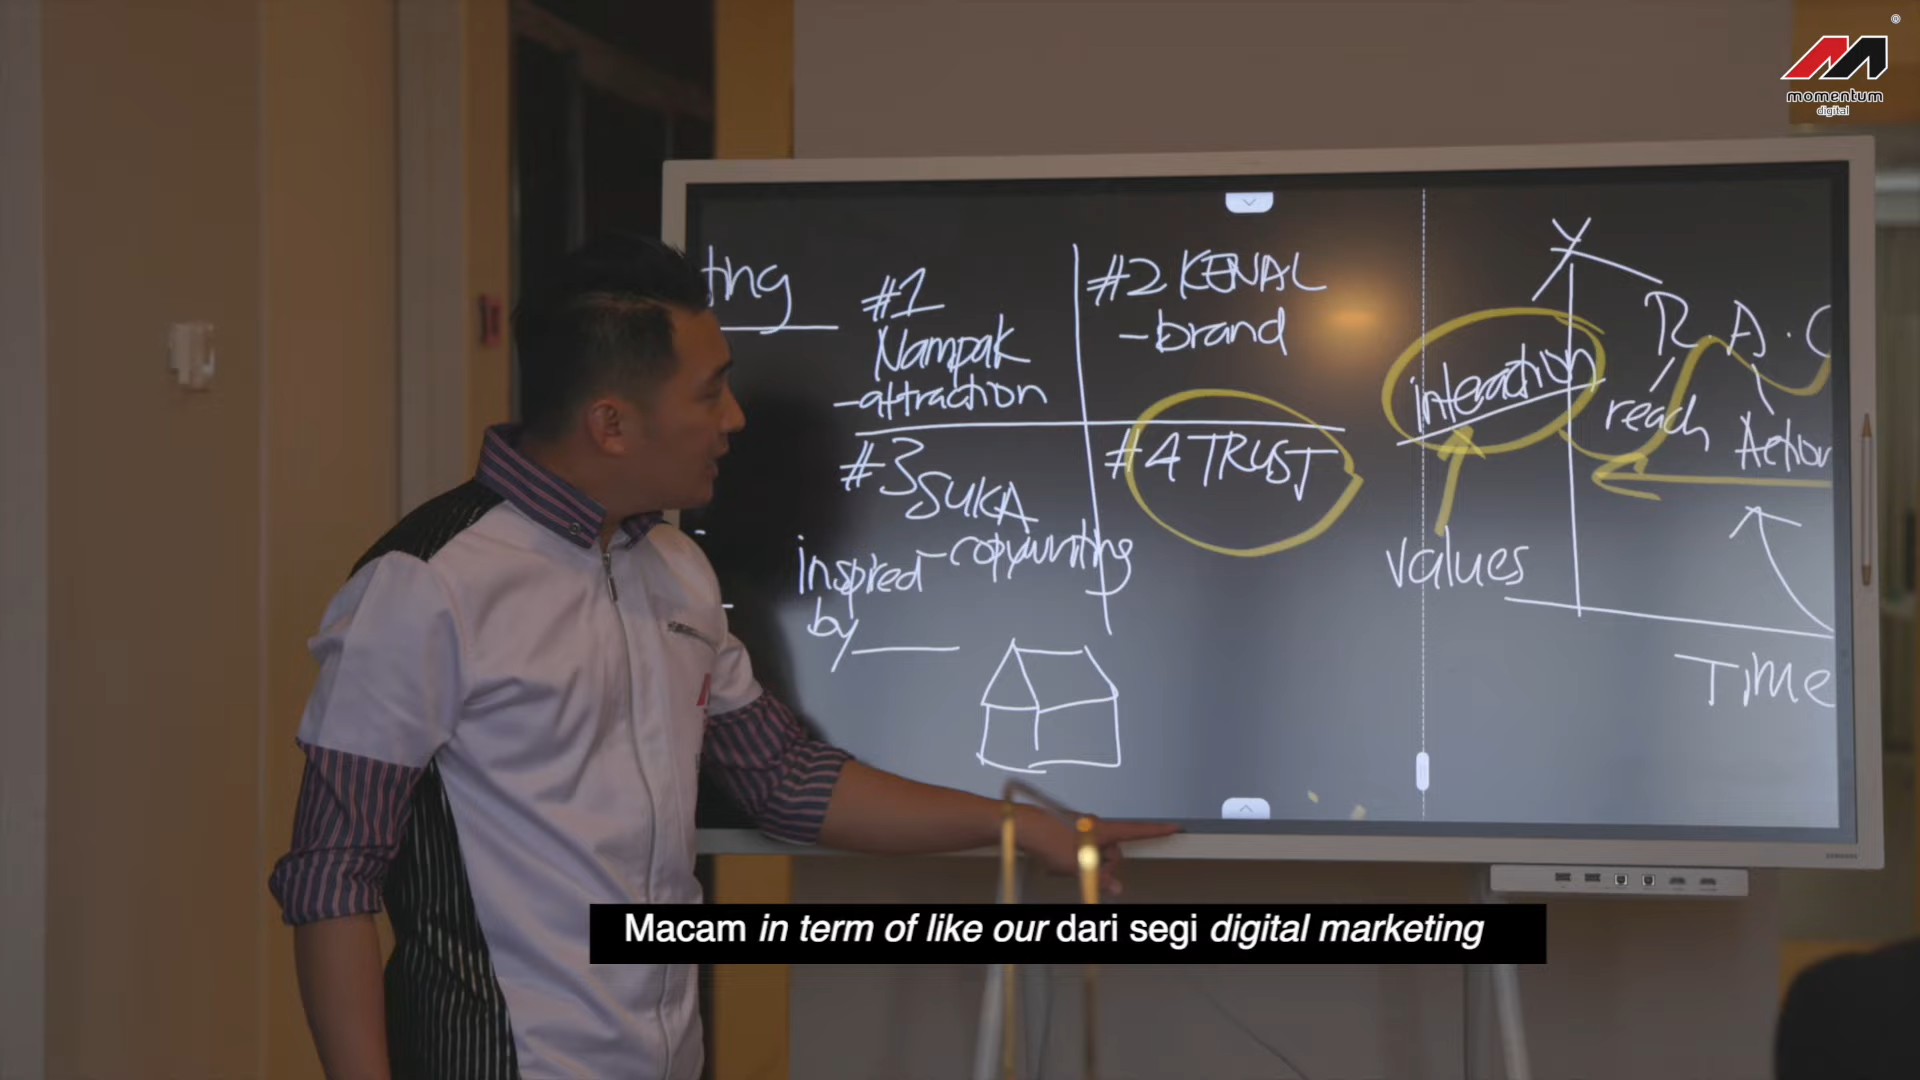 momentum
digital
#1
Nampak
-attraction
#2 KENAL
-brand
#3 SUKA
-copywriting
inspired
by
#4 TRUST
interaction
values
R A.C
reach
Action
Time
Macam in term of like our dari segi digital marketing